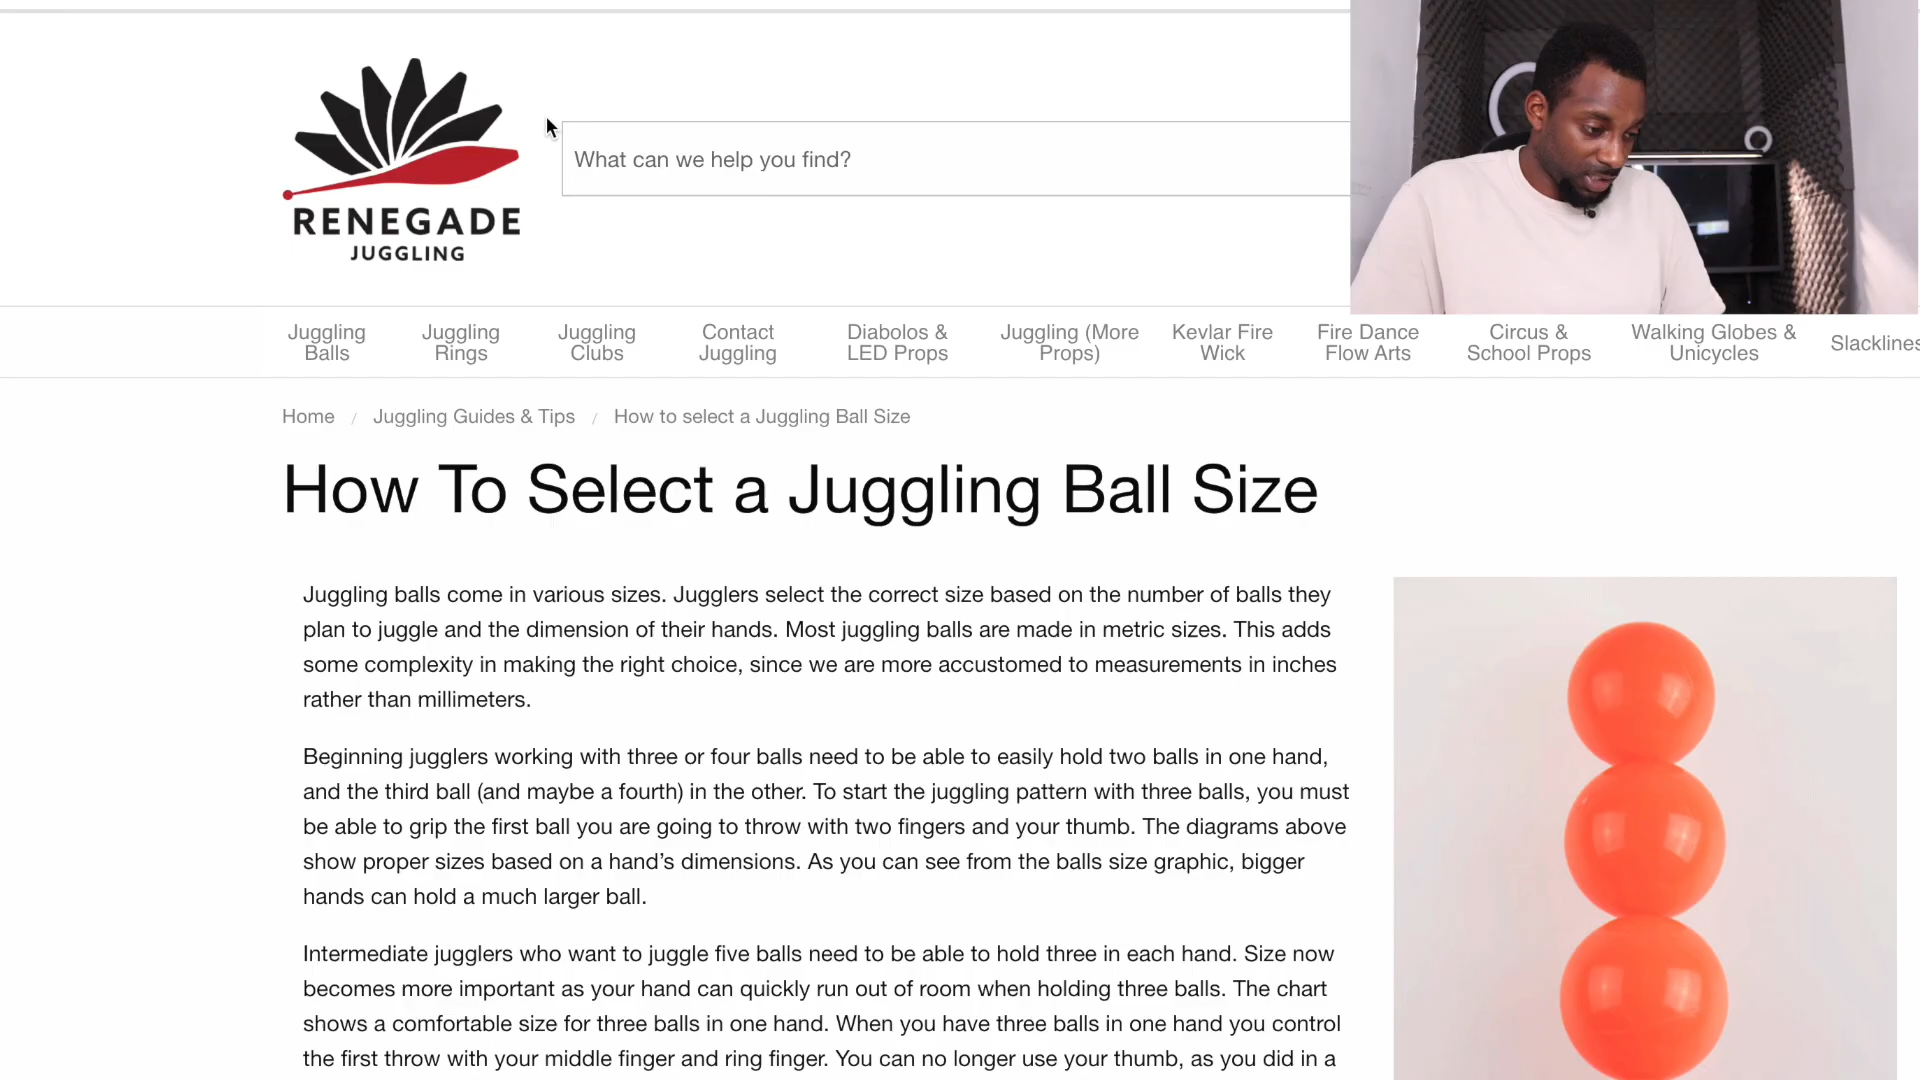 RENEGADE
JUGGLING
What can we help you find?
Juggling Balls
Juggling Rings
Juggling Clubs
Contact Juggling
Diabolos & LED Props
Juggling (More Props)
Kevlar Fire Wick
Fire Dance Flow Arts
Circus & School Props
Walking Globes & Unicycles
Slacklines
Home / Juggling Guides & Tips / How to select a Juggling Ball Size
How To Select a Juggling Ball Size
Juggling balls come in various sizes. Jugglers select the correct size based on the number of balls they
plan to juggle and the dimension of their hands. Most juggling balls are made in metric sizes. This adds
some complexity in making the right choice, since we are more accustomed to measurements in inches
rather than millimeters.
Beginning jugglers working with three or four balls need to be able to easily hold two balls in one hand,
and the third ball (and maybe a fourth) in the other. To start the juggling pattern with three balls, you must
be able to grip the first ball you are going to throw with two fingers and your thumb. The diagrams above
show proper sizes based on a hand’s dimensions. As you can see from the balls size graphic, bigger
hands can hold a much larger ball.
Intermediate jugglers who want to juggle five balls need to be able to hold three in each hand. Size now
becomes more important as your hand can quickly run out of room when holding three balls. The chart
shows a comfortable size for three balls in one hand. When you have three balls in one hand you control
the first throw with your middle finger and ring finger. You can no longer use your thumb, as you did in a